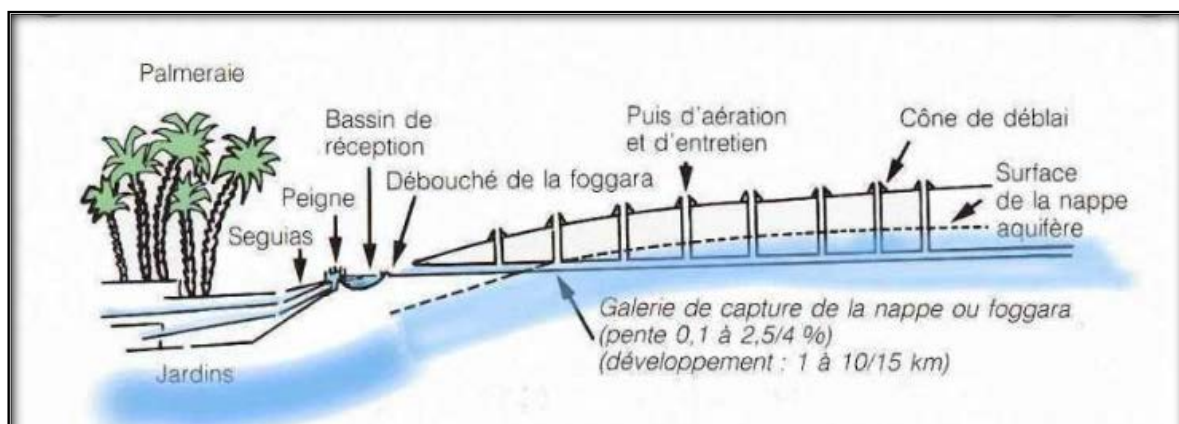 Palmeraie
Bassin de
réception
Puis d'aération
et d'entretien
Cône de déblai
Peigne
Débouché de la foggara
Surface
de la nappe
aquifère
Seguias
Galerie de capture de la nappe ou foggara
(pente 0,1 à 2,5/4 %)
(développement : 1 à 10/15 km)
Jardins